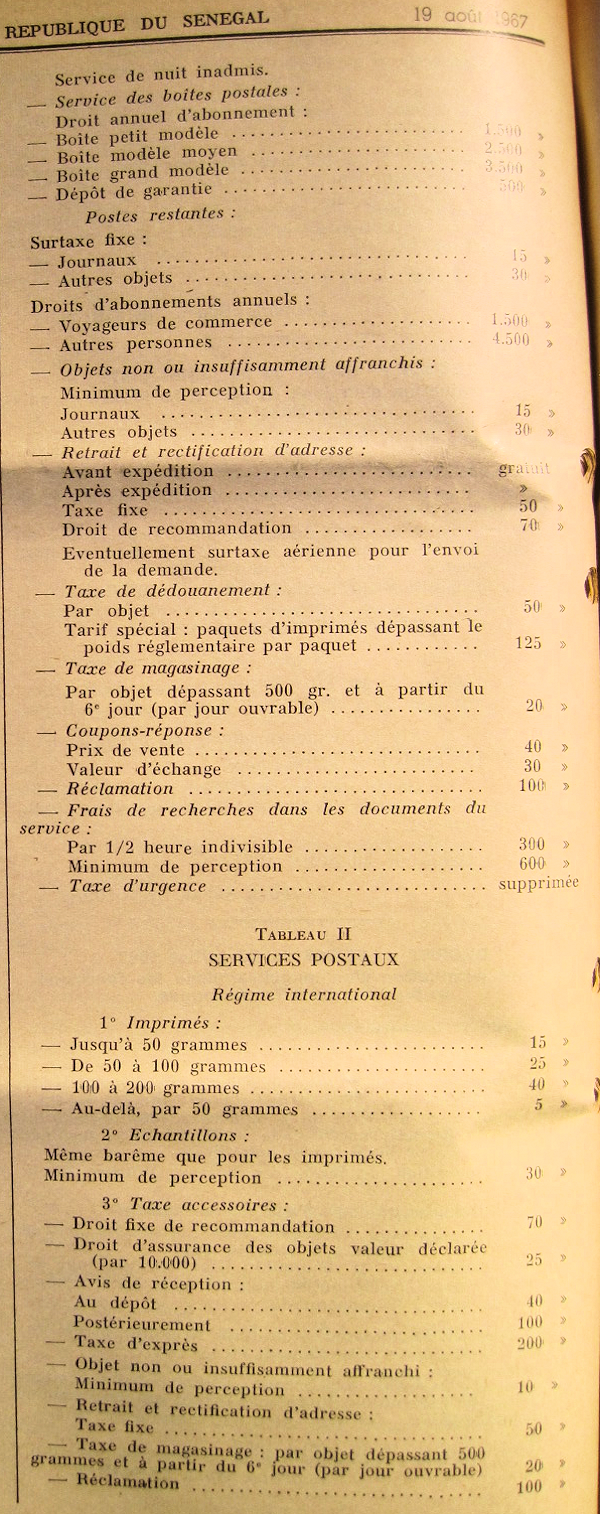 REPUBLIQUE DU SENEGAL 19 août 1967
Service de nuit inadmis.
— Service des boîtes postales :
Droit annuel d'abonnement :
— Boite petit modèle .......................... 1.500 »
— Boite modèle moyen ........................ 2.500 »
— Boite grand modèle ........................ 3.500 »
— Dépôt de garantie .......................... 500 »
Postes restantes :
Surtaxe fixe :
— Journaux .................................. 15 »
— Autres objets .............................. 30 »
Droits d'abonnements annuels :
— Voyageurs de commerce .................... 1.500 »
— Autres personnes .......................... 4.500 »
— Objets non ou insuffisamment affranchis :
Minimum de perception :
Journaux .................................... 15 »
Autres objets ................................ 30 »
— Retrait et rectification d'adresse :
Avant expédition ............................ gratuit
Après expédition ............................ »
Taxe fixe .................................... 50 »
Droit de recommandation .................... 70 »
Eventuellement surtaxe aérienne pour l'envoi
de la demande.
— Taxe de dédouanement :
Par objet .................................... 50 »
Tarif spécial : paquets d'imprimés dépassant le
poids réglementaire par paquet ............ 125 »
— Taxe de magasinage :
Par objet dépassant 500 gr. et à partir du
6e jour (par jour ouvrable) ................ 20 »
— Coupons-réponse :
Prix de vente ................................ 40 »
Valeur d'échange ............................ 30 »
— Réclamation ................................ 100 »
— Frais de recherches dans les documents du
service :
Par 1/2 heure indivisible .................... 300 »
Minimum de perception .................... 600 »
— Taxe d'urgence ............................ supprimée
TABLEAU II
SERVICES POSTAUX
Régime international
1° Imprimés :
— Jusqu'à 50 grammes ........................ 15 »
— De 50 à 100 grammes ...................... 25 »
— 100 à 200 grammes ........................ 40 »
— Au-delà, par 50 grammes .................. 5 »
2° Echantillons :
Même barême que pour les imprimés.
Minimum de perception ...................... 30 »
3° Taxe accessoires :
— Droit fixe de recommandation .............. 70 »
— Droit d'assurance des objets valeur déclarée
(par 10.000) .............................. 25 »
— Avis de réception :
Au dépôt .................................... 40 »
Postérieurement ............................ 100 »
— Taxe d'exprès .............................. 200 »
— Objet non ou insuffisamment affranchi :
Minimum de perception .................... 10 »
— Retrait et rectification d'adresse :
Taxe fixe .................................... 50 »
— Taxe de magasinage : par objet dépassant 500
grammes et à partir du 6e jour (par jour ouvrable) 20 »
— Réclamation .............................. 100 »